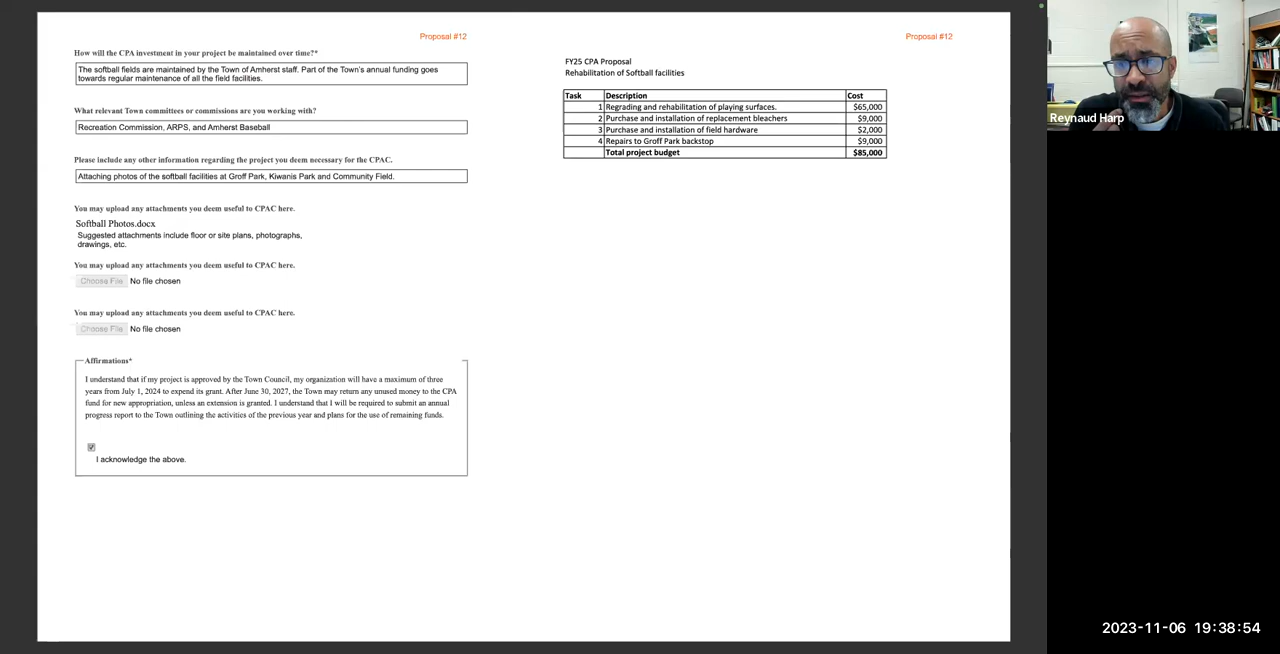 Proposal #12
How will the CPA investment in your project be maintained over time?*
The softball fields are maintained by the Town of Amherst staff. Part of the Town's annual funding goes
towards regular maintenance of all the field facilities.
What relevant Town committees or commissions are you working with?
Recreation Commission, ARPS, and Amherst Baseball
Please include any other information regarding the project you deem necessary for the CPAC.
Attaching photos of the softball facilities at Groff Park, Kiwanis Park and Community Field.
You may upload any attachments you deem useful to CPAC here.
Softball Photos.docx
Suggested attachments include floor or site plans, photographs,
drawings, etc.
You may upload any attachments you deem useful to CPAC here.
Choose File No file chosen
You may upload any attachments you deem useful to CPAC here.
Choose File No file chosen
Affirmations*
I understand that if my project is approved by the Town Council, my organization will have a maximum of three
years from July 1, 2024 to expend its grant. After June 30, 2027, the Town may return any unused money to the CPA
fund for new appropriation, unless an extension is granted. I understand that I will be required to submit an annual
progress report to the Town outlining the activities of the previous year and plans for the use of remaining funds.
I acknowledge the above.
Proposal #12
FY25 CPA Proposal
Rehabilitation of Softball facilities
Task Description Cost
1 Regrading and rehabilitation of playing surfaces. $65,000
2 Purchase and installation of replacement bleachers $9,000
3 Purchase and installation of field hardware $2,000
4 Repairs to Groff Park backstop $9,000
Total project budget $85,000
Reynaud Harp
2023-11-06 19:38:54